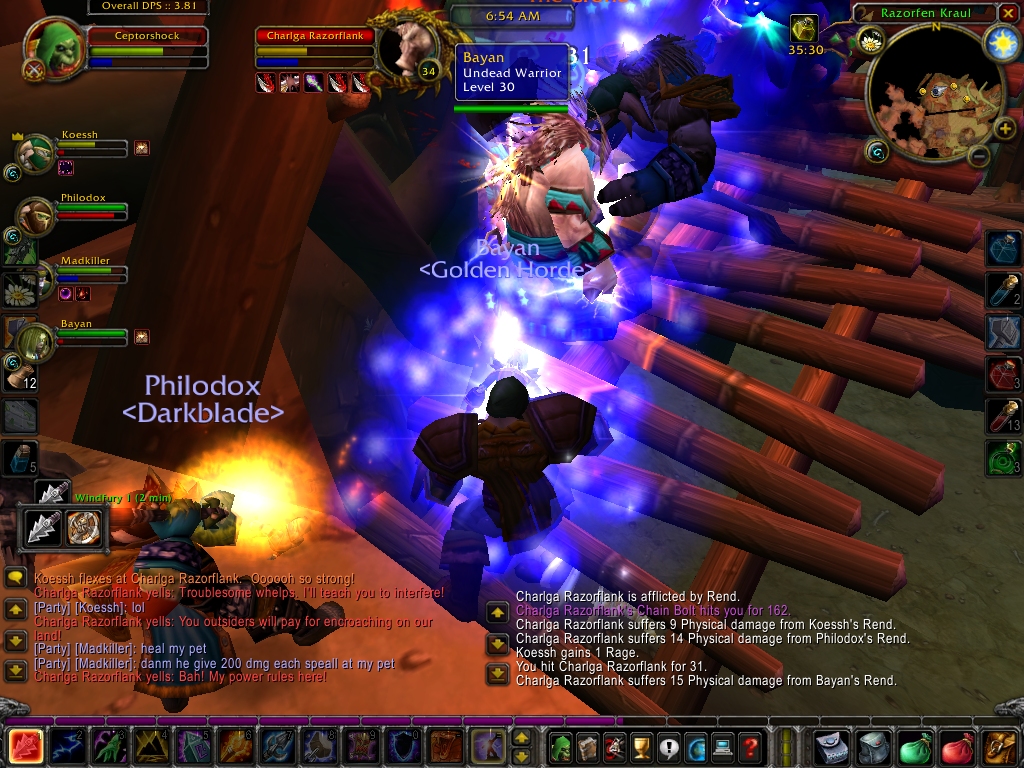 Overall DPS :: 3.81
6:54 AM
Razorfen Kraul
Ceptorshock
Charlga Razorflank
34
Bayan
Undead Warrior
Level 30
31
35:30
N
Koessh
Philodox
Madkiller
Bayan
12
5
Bayan
<Golden Horde>
Philodox
<Darkblade>
2
3
13
3
Windfury 1 (2 min)
Koessh flexes at Charlga Razorflank. Oooooh so strong!
Charlga Razorflank yells: Troublesome whelps. I'll teach you to interfere!
[Party] [Koessh]: lol
Charlga Razorflank yells: You outsiders will pay for encroaching on our
land!
[Party] [Madkiller]: heal my pet
[Party] [Madkiller]: danm he give 200 dmg each speall at my pet
Charlga Razorflank yells: Bah! My power rules here!
Charlga Razorflank is afflicted by Rend.
Charlga Razorflank's Chain Bolt hits you for 162.
Charlga Razorflank suffers 9 Physical damage from Koessh's Rend.
Charlga Razorflank suffers 14 Physical damage from Philodox's Rend.
Koessh gains 1 Rage.
You hit Charlga Razorflank for 31.
Charlga Razorflank suffers 15 Physical damage from Bayan's Rend.